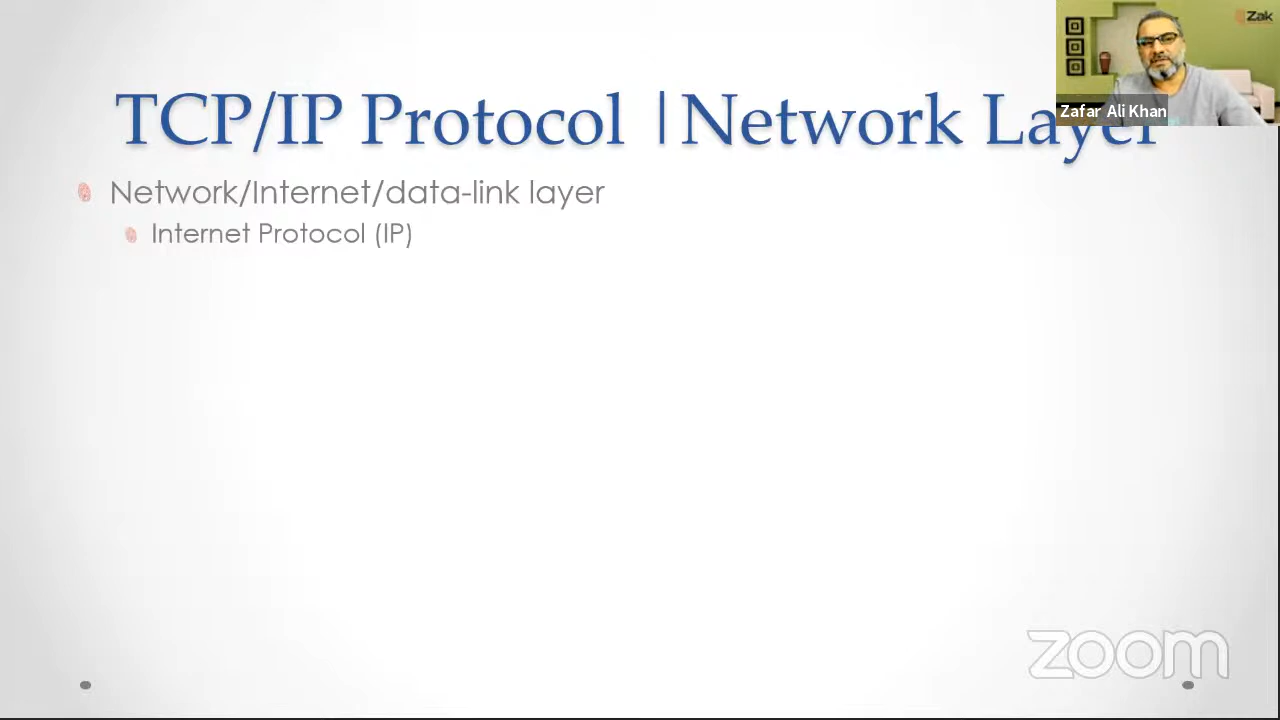 Zak
Zafar Ali Khan
TCP/IP Protocol |Network Layer
Network/Internet/data-link layer
Internet Protocol (IP)
zoom